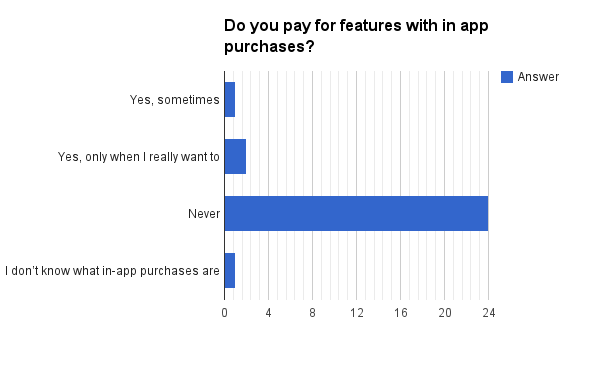 Do you pay for features with in app
purchases?
Answer
Yes, sometimes
Yes, only when I really want to
Never
I don't know what in-app purchases are
0 4 8 12 16 20 24